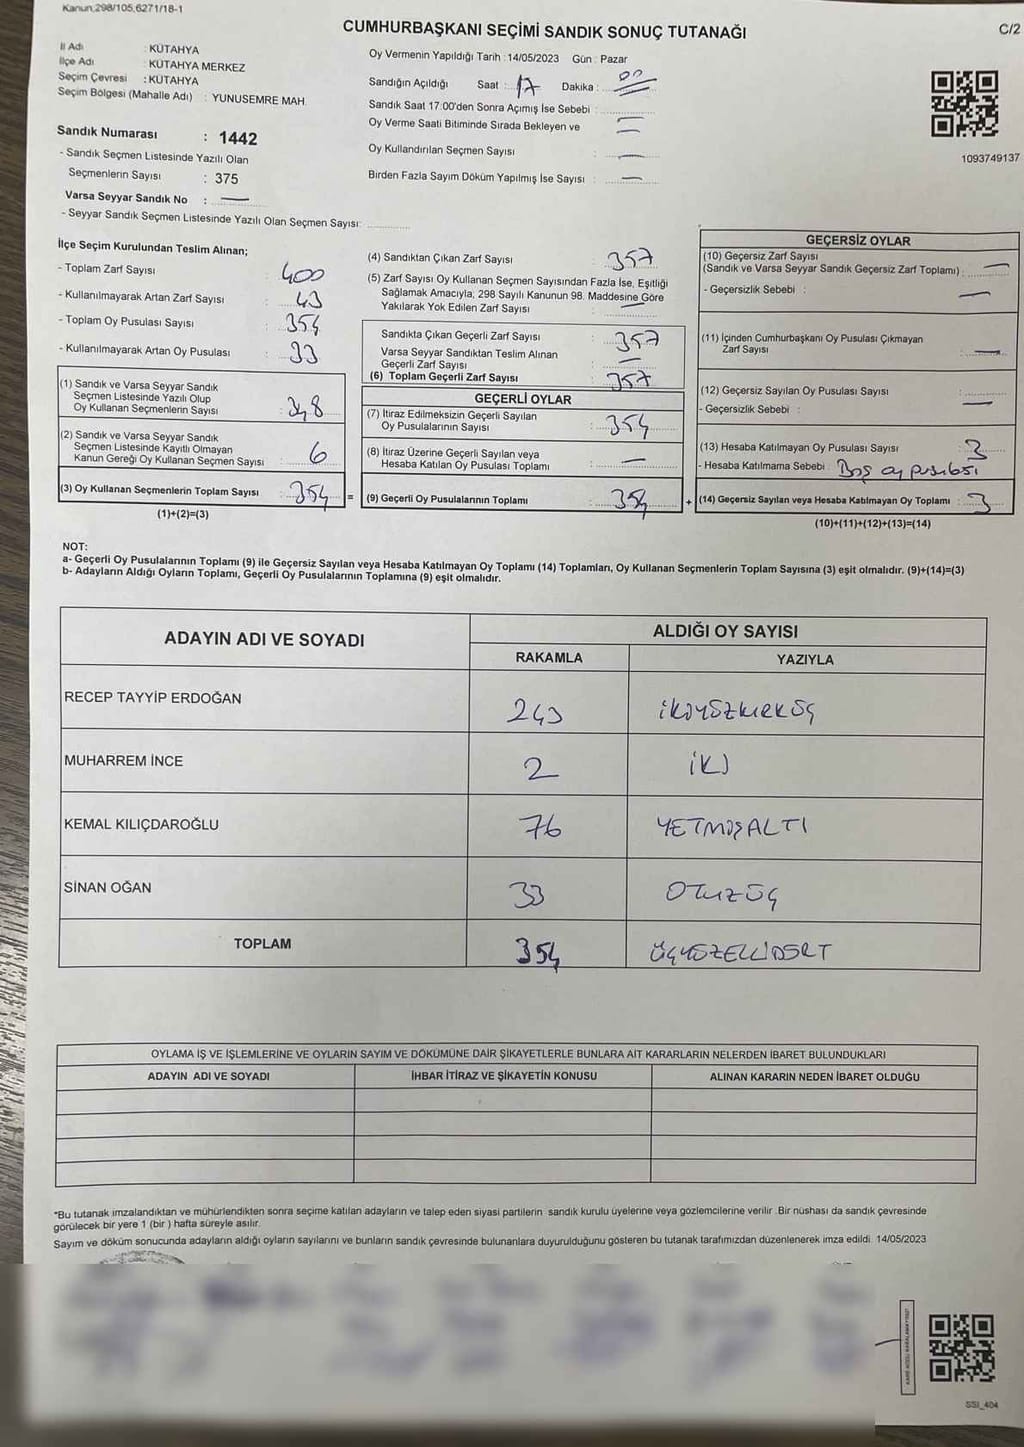 Kanun,298/105,6271/18-1
CUMHURBAŞKANI SEÇİMİ SANDIK SONUÇ TUTANAĞI
C/2
İl Adı : KÜTAHYA
İlçe Adı : KÜTAHYA MERKEZ
Seçim Çevresi : KÜTAHYA
Seçim Bölgesi (Mahalle Adı) : YUNUSEMRE MAH.
Sandık Numarası : 1442
- Sandık Seçmen Listesinde Yazılı Olan
Seçmenlerin Sayısı : 375
Varsa Seyyar Sandık No : —
- Seyyar Sandık Seçmen Listesinde Yazılı Olan Seçmen Sayısı:
Oy Vermenin Yapıldığı Tarih : 14/05/2023 Gün : Pazar
Sandığın Açıldığı Saat : 17 Dakika : 00
Sandık Saat 17:00'den Sonra Açımış İse Sebebi :
Oy Verme Saati Bitiminde Sırada Bekleyen ve
Oy Kullandırılan Seçmen Sayısı : —
Birden Fazla Sayım Döküm Yapılmış İse Sayısı : —
1093749137
İlçe Seçim Kurulundan Teslim Alınan;
- Toplam Zarf Sayısı : 400
- Kullanılmayarak Artan Zarf Sayısı : 43
- Toplam Oy Pusulası Sayısı : 354
- Kullanılmayarak Artan Oy Pusulası : 33
(1) Sandık ve Varsa Seyyar Sandık
Seçmen Listesinde Yazılı Olup
Oy Kullanan Seçmenlerin Sayısı : 348
(2) Sandık ve Varsa Seyyar Sandık
Seçmen Listesinde Kayıtlı Olmayan
Kanun Gereği Oy Kullanan Seçmen Sayısı : 6
(3) Oy Kullanan Seçmenlerin Toplam Sayısı : 354 =
(1)+(2)=(3)
(4) Sandıktan Çıkan Zarf Sayısı : 357
(5) Zarf Sayısı Oy Kullanan Seçmen Sayısından Fazla İse, Eşitliği
Sağlamak Amacıyla; 298 Sayılı Kanunun 98. Maddesine Göre
Yakılarak Yok Edilen Zarf Sayısı : —
Sandıkta Çıkan Geçerli Zarf Sayısı : 357
Varsa Seyyar Sandıktan Teslim Alınan
Geçerli Zarf Sayısı : —
(6) Toplam Geçerli Zarf Sayısı : 357
GEÇERLİ OYLAR
(7) İtiraz Edilmeksizin Geçerli Sayılan
Oy Pusulalarının Sayısı : 354
(8) İtiraz Üzerine Geçerli Sayılan veya
Hesaba Katılan Oy Pusulası Toplamı : —
(9) Geçerli Oy Pusulalarının Toplamı : 354 +
GEÇERSİZ OYLAR
(10) Geçersiz Zarf Sayısı
(Sandık ve Varsa Seyyar Sandık Geçersiz Zarf Toplamı) : —
- Geçersizlik Sebebi : —
(11) İçinden Cumhurbaşkanı Oy Pusulası Çıkmayan
Zarf Sayısı : —
(12) Geçersiz Sayılan Oy Pusulası Sayısı : —
- Geçersizlik Sebebi :
(13) Hesaba Katılmayan Oy Pusulası Sayısı : 3
- Hesaba Katılmama Sebebi : Boş oy pusulası
(14) Geçersiz Sayılan veya Hesaba Katılmayan Oy Toplamı : 3
(10)+(11)+(12)+(13)=(14)
NOT:
a- Geçerli Oy Pusulalarının Toplamı (9) ile Geçersiz Sayılan veya Hesaba Katılmayan Oy Toplamı (14) Toplamları, Oy Kullanan Seçmenlerin Toplam Sayısına (3) eşit olmalıdır. (9)+(14)=(3)
b- Adayların Aldığı Oyların Toplamı, Geçerli Oy Pusulalarının Toplamına (9) eşit olmalıdır.
ADAYIN ADI VE SOYADI
ALDIĞI OY SAYISI
RAKAMLA YAZIYLA
RECEP TAYYİP ERDOĞAN 243 İKİYÜZKIRKÜÇ
MUHARREM İNCE 2 İKİ
KEMAL KILIÇDAROĞLU 76 YETMİŞALTI
SİNAN OĞAN 33 OTUZÜÇ
TOPLAM 354 ÜÇYÜZELLİDÖRT
OYLAMA İŞ VE İŞLEMLERİNE VE OYLARIN SAYIM VE DÖKÜMÜNE DAİR ŞİKAYETLERLE BUNLARA AİT KARARLARIN NELERDEN İBARET BULUNDUKLARI
ADAYIN ADI VE SOYADI İHBAR İTİRAZ VE ŞİKAYETİN KONUSU ALINAN KARARIN NEDEN İBARET OLDUĞU
*Bu tutanak imzalandıktan ve mühürlendikten sonra seçime katılan adayların ve talep eden siyasi partilerin sandık kurulu üyelerine veya gözlemcilerine verilir .Bir nüshası da sandık çevresinde
görülecek bir yere 1 (bir ) hafta süreyle asılır.
Sayım ve döküm sonucunda adayların aldığı oyların sayılarını ve bunların sandık çevresinde bulunanlara duyurulduğunu gösteren bu tutanak tarafımızdan düzenlenerek imza edildi. 14/05/2023
SSI_404